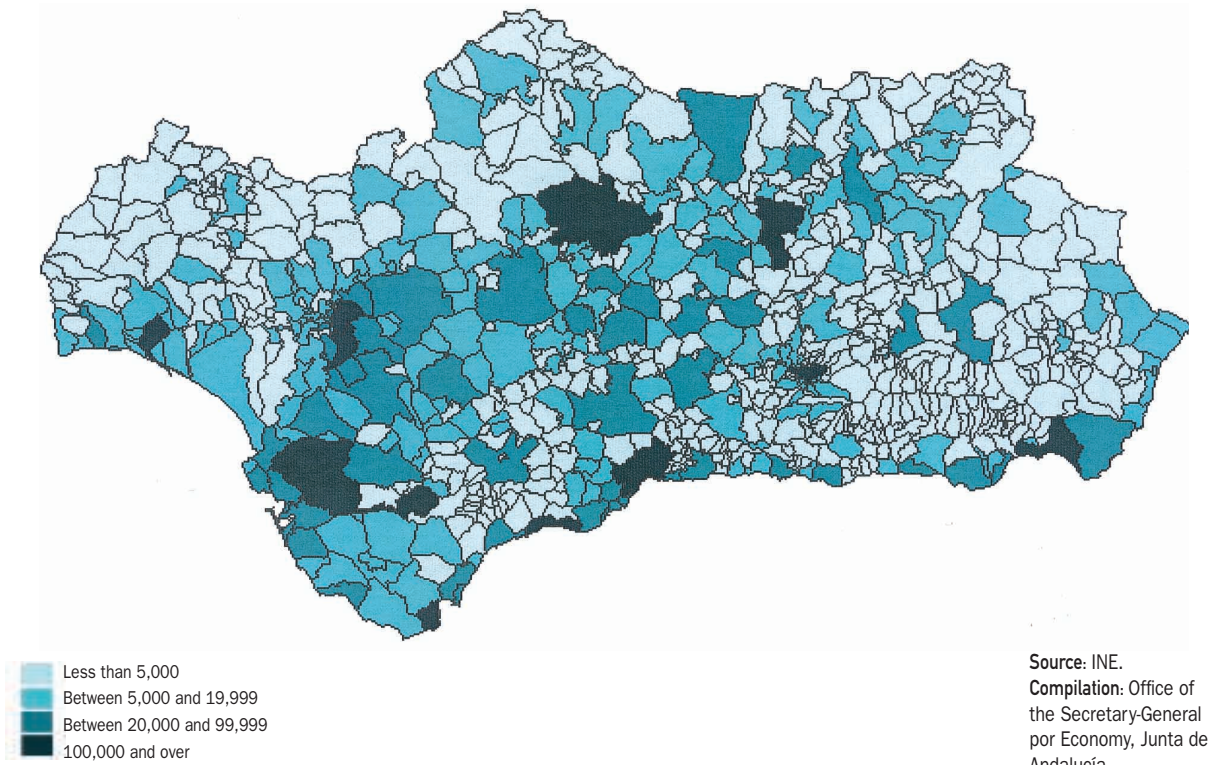 Less than 5,000
Between 5,000 and 19,999
Between 20,000 and 99,999
100,000 and over
Source: INE.
Compilation: Office of
the Secretary-General
por Economy, Junta de
Andalucía